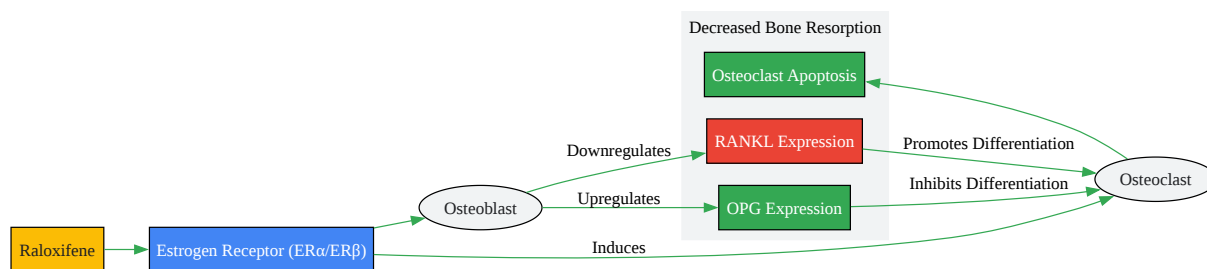 Decreased Bone Resorption
Osteoclast Apoptosis
Downregulates
RANKL Expression
Promotes Differentiation
Osteoclast
Inhibits Differentiation
Osteoblast
Upregulates
OPG Expression
Raloxifene
Estrogen Receptor (ERα/ERβ)
Induces